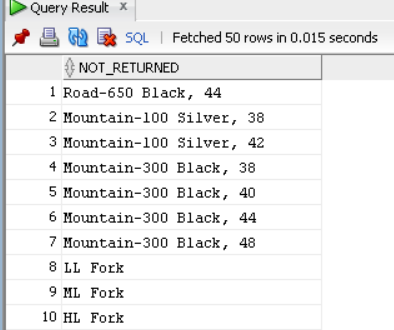 Query Result x
SQL | Fetched 50 rows in 0.015 seconds
NOT_RETURNED
1 Road-650 Black, 44
2 Mountain-100 Silver, 38
3 Mountain-100 Silver, 42
4 Mountain-300 Black, 38
5 Mountain-300 Black, 40
6 Mountain-300 Black, 44
7 Mountain-300 Black, 48
8 LL Fork
9 ML Fork
10 HL Fork